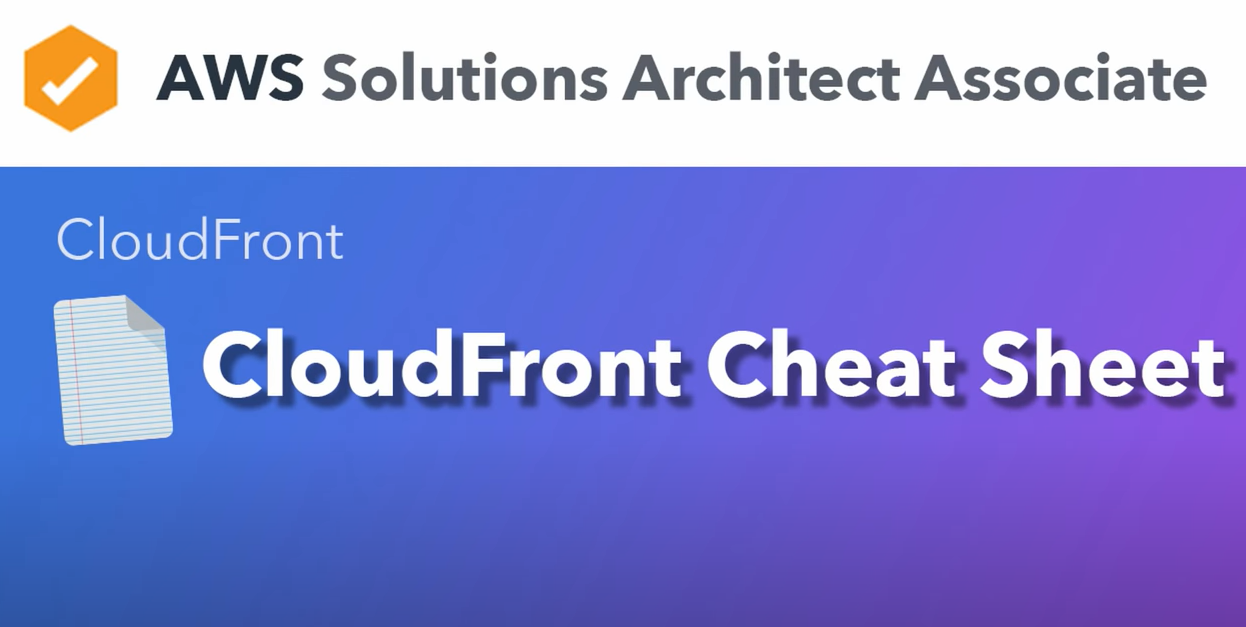 AWS Solutions Architect Associate
CloudFront
CloudFront Cheat Sheet